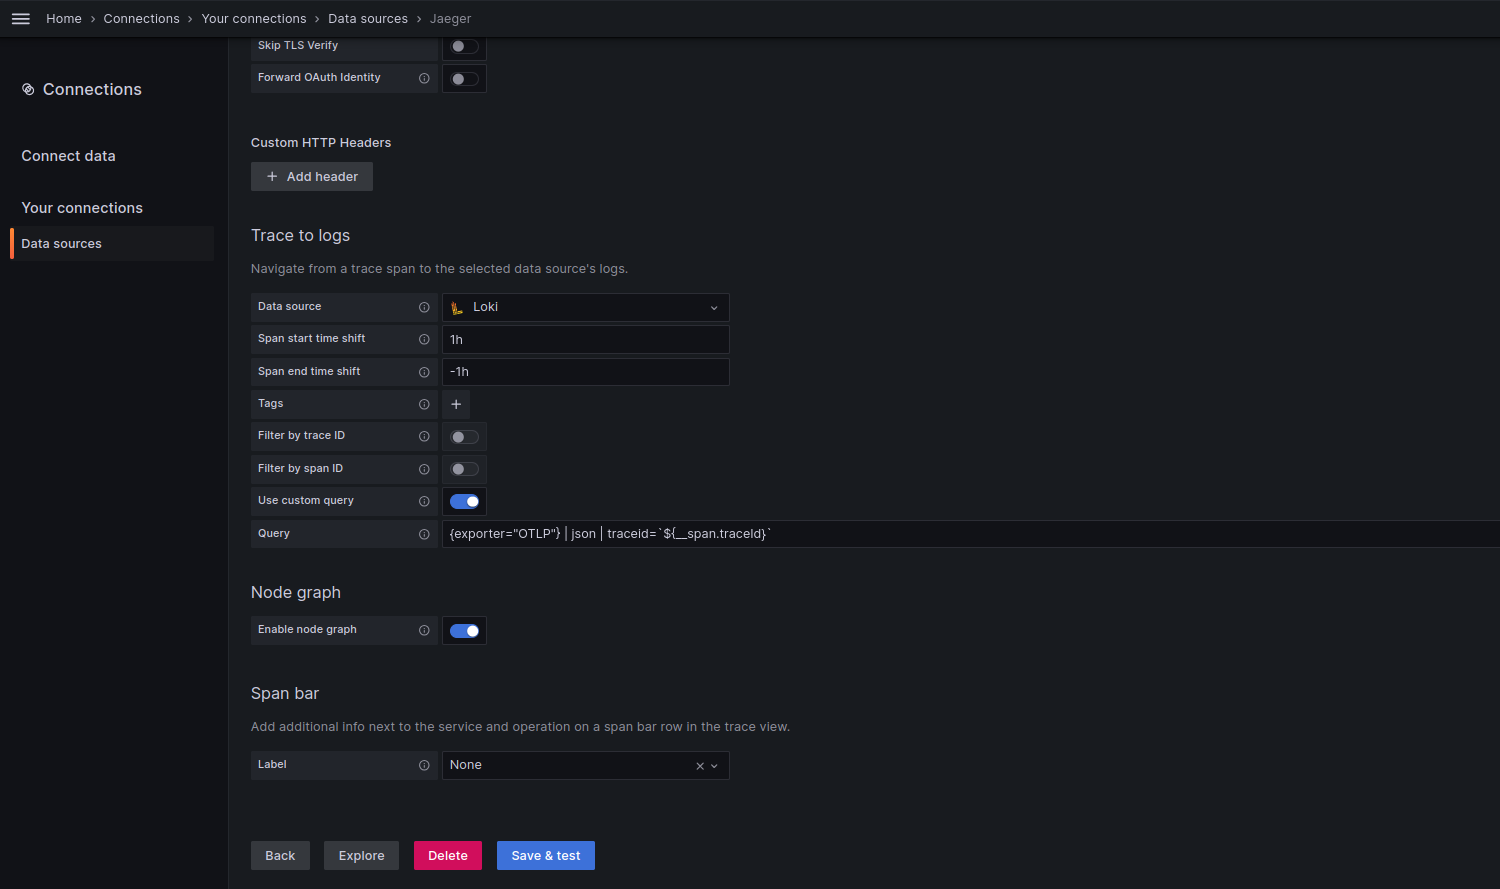 Home › Connections › Your connections › Data sources › Jaeger
Connections
Connect data
Your connections
Data sources
Skip TLS Verify
Forward OAuth Identity
Custom HTTP Headers
+ Add header
Trace to logs
Navigate from a trace span to the selected data source's logs.
Data source Loki
Span start time shift 1h
Span end time shift -1h
Tags +
Filter by trace ID
Filter by span ID
Use custom query
Query {exporter="OTLP"} | json | traceid=`${__span.traceId}`
Node graph
Enable node graph
Span bar
Add additional info next to the service and operation on a span bar row in the trace view.
Label None
Back Explore Delete Save & test